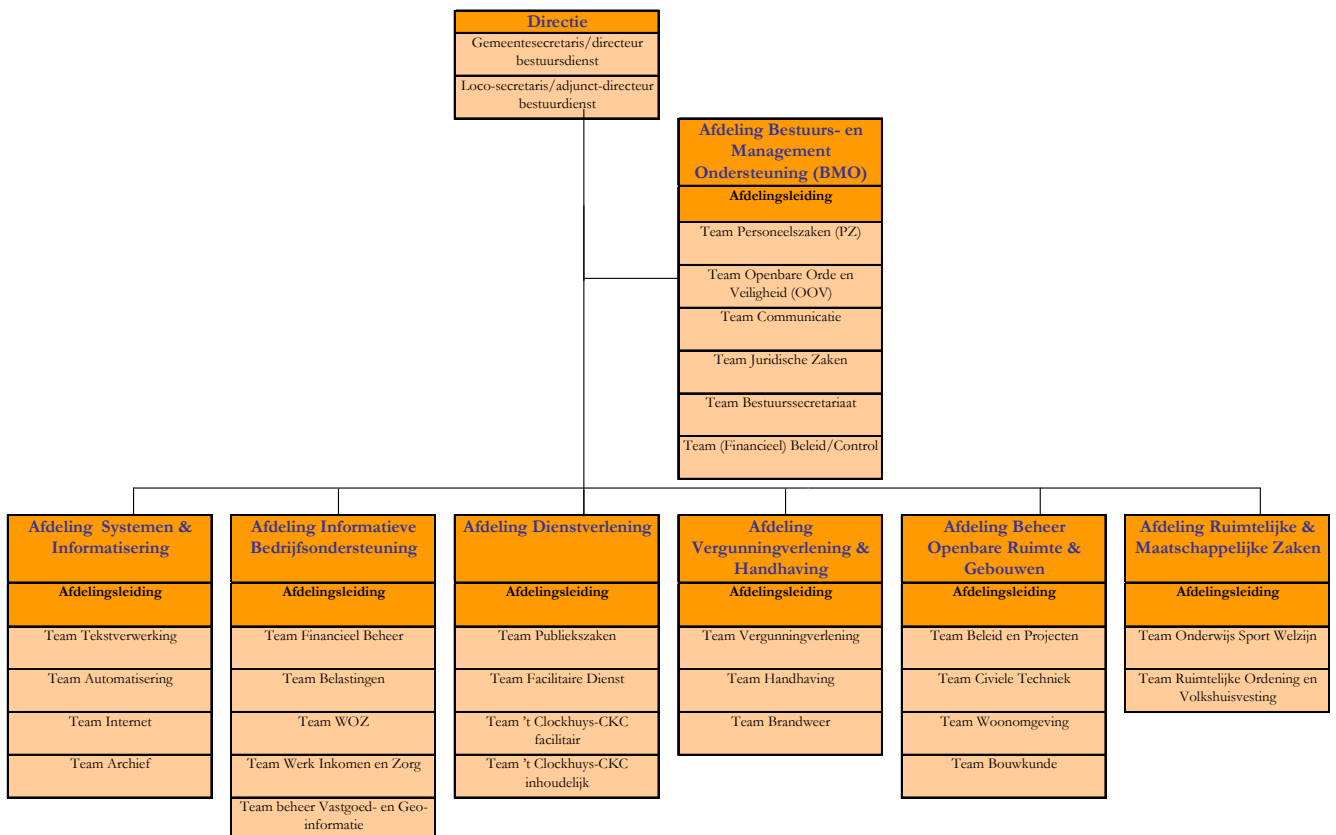 Directie
Gemeentesecretaris/directeur
bestuursdienst
Loco-secretaris/adjunct-directeur
bestuurdienst
Afdeling Bestuurs- en
Management
Ondersteuning (BMO)
Afdelingsleiding
Team Personeelszaken (PZ)
Team Openbare Orde en
Veiligheid (OOV)
Team Communicatie
Team Juridische Zaken
Team Bestuurssecretariaat
Team (Financieel) Beleid/Control
Afdeling Systemen &
Informatisering
Afdelingsleiding
Team Tekstverwerking
Team Automatisering
Team Internet
Team Archief
Afdeling Informatieve
Bedrijfsondersteuning
Afdelingsleiding
Team Financieel Beheer
Team Belastingen
Team WOZ
Team Werk Inkomen en Zorg
Team beheer Vastgoed- en Geo-
informatie
Afdeling Dienstverlening
Afdelingsleiding
Team Publiekszaken
Team Facilitaire Dienst
Team ’t Clockhuys-CKC
facilitair
Team ’t Clockhuys-CKC
inhoudelijk
Afdeling
Vergunningverlening &
Handhaving
Afdelingsleiding
Team Vergunningverlening
Team Handhaving
Team Brandweer
Afdeling Beheer
Openbare Ruimte &
Gebouwen
Afdelingsleiding
Team Beleid en Projecten
Team Civiele Techniek
Team Woonomgeving
Team Bouwkunde
Afdeling Ruimtelijke &
Maatschappelijke Zaken
Afdelingsleiding
Team Onderwijs Sport Welzijn
Team Ruimtelijke Ordening en
Volkshuisvesting